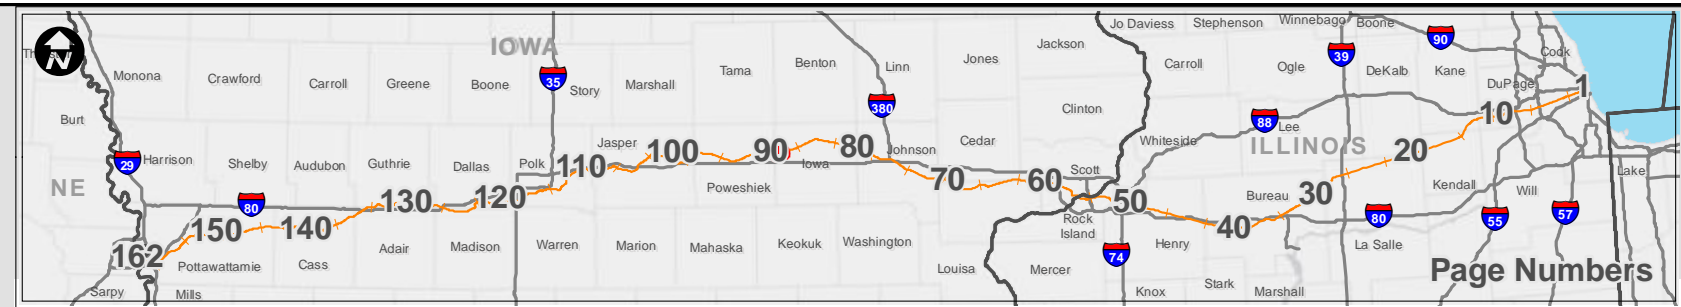 Jo Daviess Stephenson Winnebago Boone
N IOWA Jackson 90 Cook
Monona Crawford Carroll Greene Boone 35 Story Marshall Tama Benton Linn Jones Carroll Ogle 39 DeKalb Kane DuPage 1
Burt 380 Clinton 88 Lee 10
Whiteside ILLINOIS
29 Harrison Shelby Audubon Guthrie Dallas Polk Jasper 110 100 90 Iowa 80 Johnson Cedar Scott 20
NE 80 130 120 Poweshiek 70 60 50 Bureau 30 Kendall Will Lake
162 150 140 Adair Madison Warren Marion Mahaska Keokuk Washington Rock Island 40 Henry 80 La Salle 55 57
Pottawattamie Cass Louisa Mercer 74 Stark Page Numbers
Sarpy Mills Knox Marshall